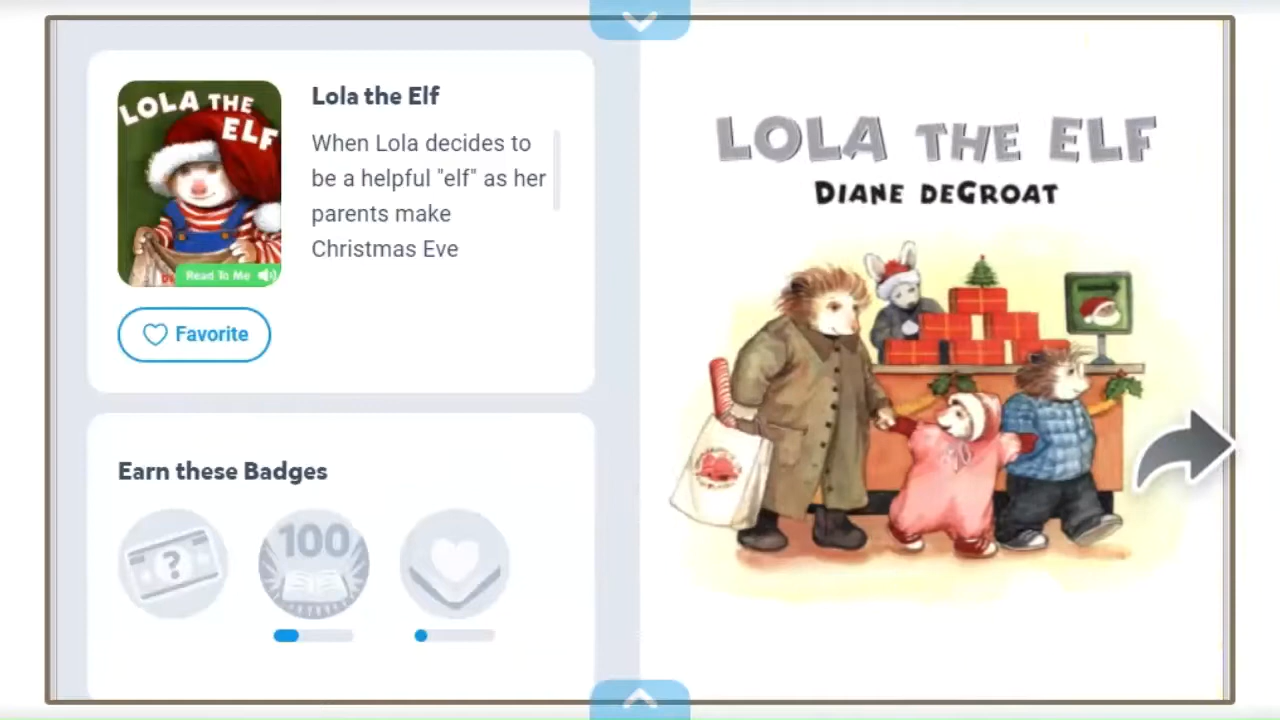 LOLA THE
ELF
Read To Me
Lola the Elf
When Lola decides to
be a helpful "elf" as her
parents make
Christmas Eve
Favorite
Earn these Badges
?
100
LOLA THE ELF
DIANE DEGROAT